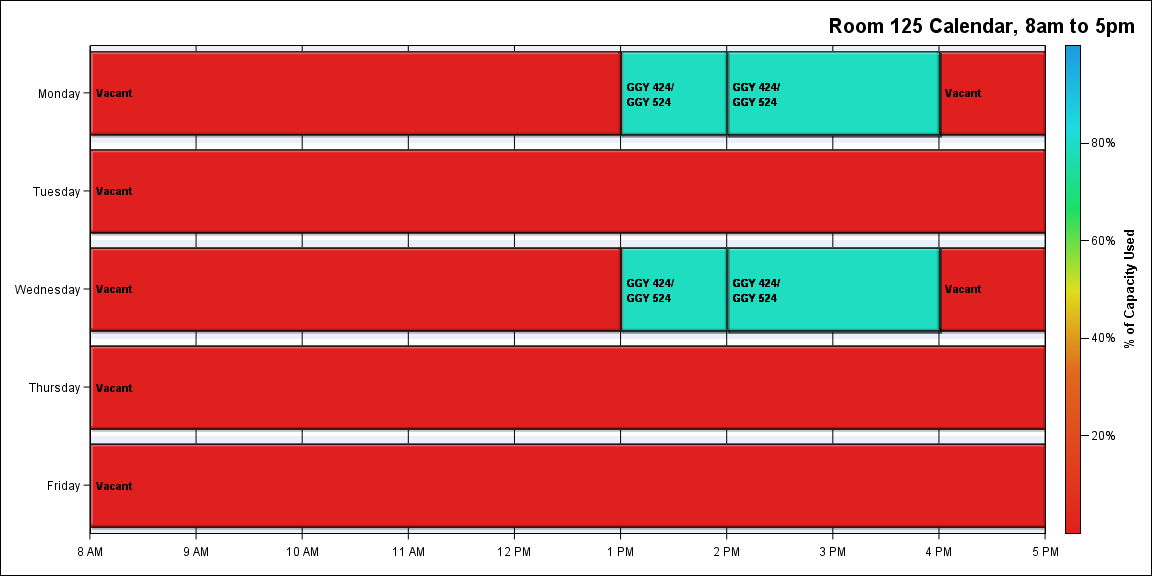 Room 125 Calendar, 8am to 5pm
Monday
Vacant
GGY 424/
GGY 524
GGY 424/
GGY 524
Vacant
Tuesday
Vacant
Wednesday
Vacant
GGY 424/
GGY 524
GGY 424/
GGY 524
Vacant
Thursday
Vacant
Friday
Vacant
8 AM
9 AM
10 AM
11 AM
12 PM
1 PM
2 PM
3 PM
4 PM
5 PM
80%
60%
40%
20%
% of Capacity Used